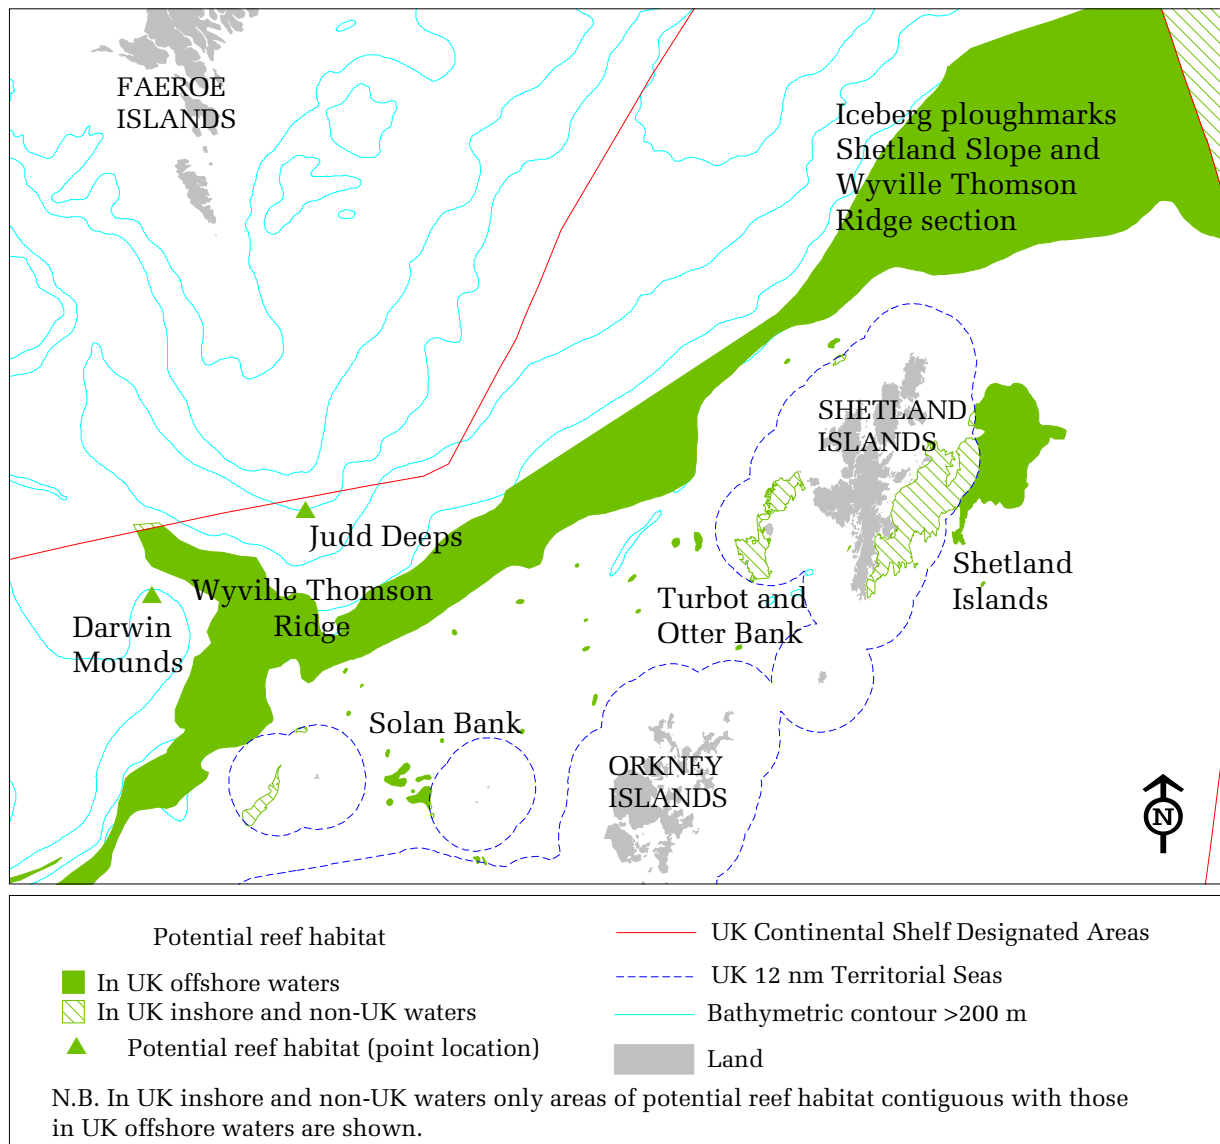 FAEROE
ISLANDS
Iceberg ploughmarks
Shetland Slope and
Wyville Thomson
Ridge section
SHETLAND
ISLANDS
Judd Deeps
Wyville Thomson
Ridge
Darwin
Mounds
Turbot and
Otter Bank
Shetland
Islands
Solan Bank
ORKNEY
ISLANDS
N
Potential reef habitat
In UK offshore waters
In UK inshore and non-UK waters
Potential reef habitat (point location)
UK Continental Shelf Designated Areas
UK 12 nm Territorial Seas
Bathymetric contour >200 m
Land
N.B. In UK inshore and non-UK waters only areas of potential reef habitat contiguous with those
in UK offshore waters are shown.